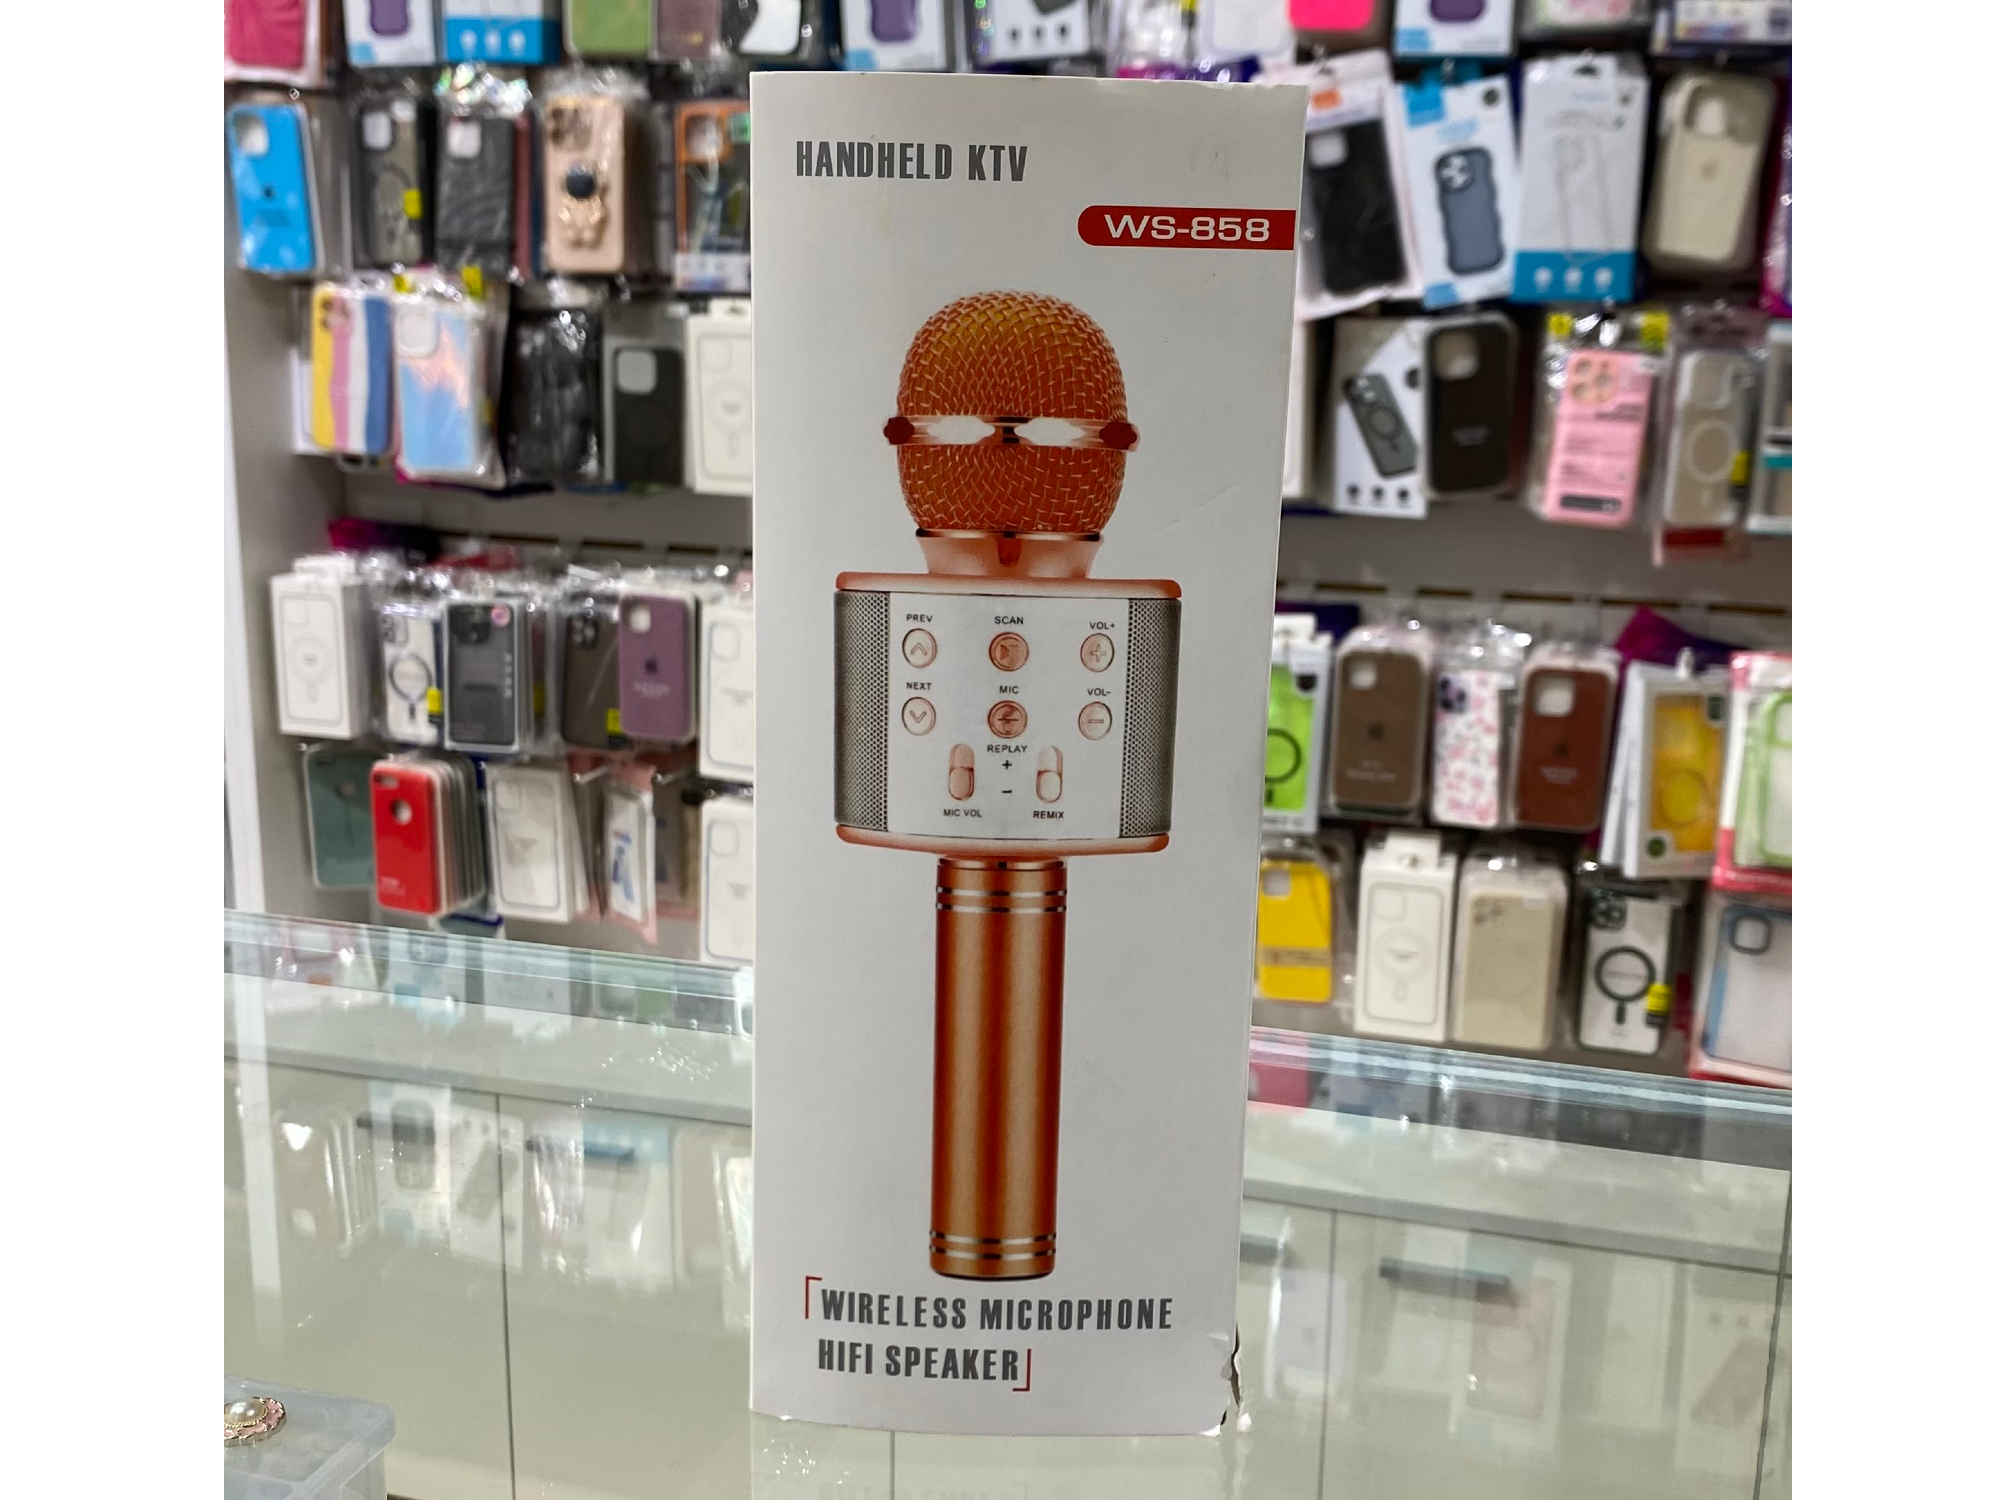 HANDHELD KTV
WS-858
PREV
SCAN
VOL+
NEXT
MIC
VOL-
REPLAY
+
-
MIC VOL
REMIX
WIRELESS MICROPHONE
HIFI SPEAKER